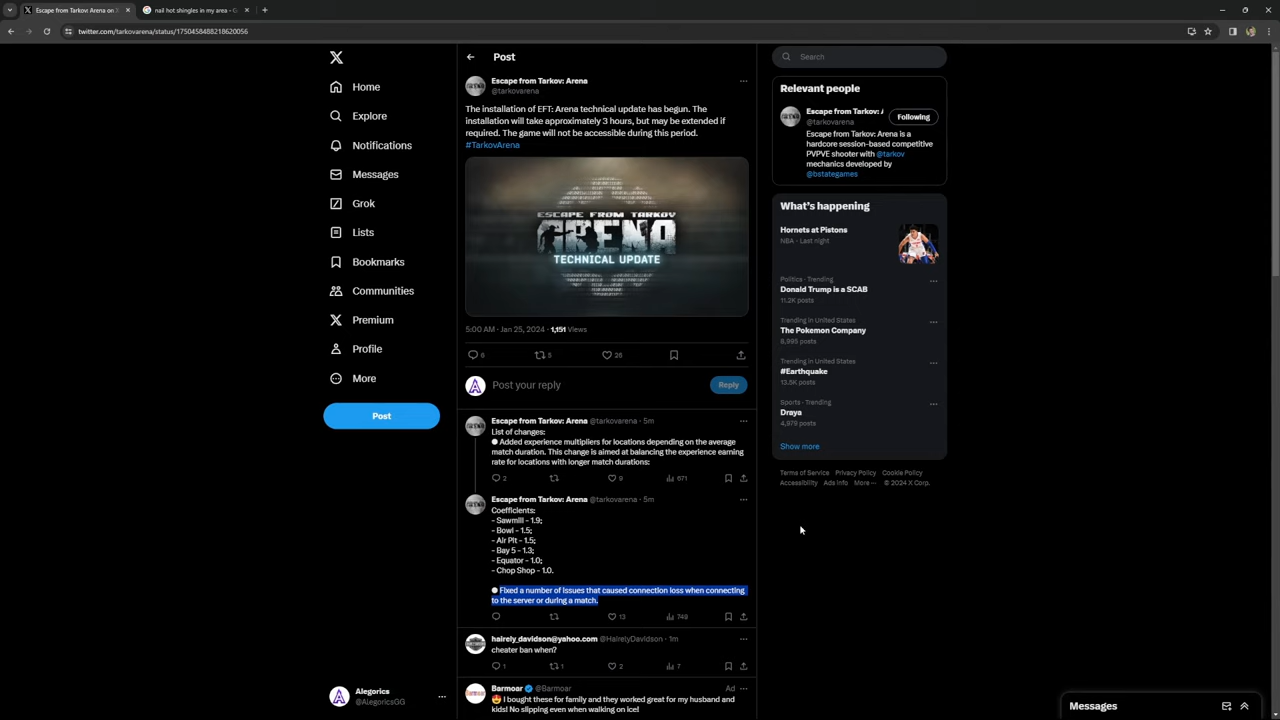 Escape from Tarkov: Arena on X
nail hot shingles in my area - G
twitter.com/tarkovarena/status/1750458488218620056
Home
Explore
Notifications
Messages
Grok
Lists
Bookmarks
Communities
Premium
Profile
More
Post
Alegorics
@AlegoricsGG
Post
Escape from Tarkov: Arena
@tarkovarena
The installation of EFT: Arena technical update has begun. The
installation will take approximately 3 hours, but may be extended if
required. The game will not be accessible during this period.
#TarkovArena
ESCAPE FROM TARKOV
ARENA
TECHNICAL UPDATE
5:00 AM · Jan 25, 2024 · 1,151 Views
6 5 28
Post your reply
Reply
Escape from Tarkov: Arena @tarkovarena · 5m
List of changes:
● Added experience multipliers for locations depending on the average
match duration. This change is aimed at balancing the experience earning
rate for locations with longer match durations:
2 9 671
Escape from Tarkov: Arena @tarkovarena · 5m
Coefficients:
- Sawmill - 1.9;
- Bowl - 1.5;
- Air Pit - 1.5;
- Bay 5 - 1.3;
- Equator - 1.0;
- Chop Shop - 1.0.
● Fixed a number of issues that caused connection loss when connecting
to the server or during a match.
13 748
hairely_davidson@yahoo.com @HairelyDavidson · 1m
cheater ban when?
1 1 2 7
Barmoar @Barmoar Ad
😍 I bought these for family and they worked great for my husband and
kids! No slipping even when walking on ice!
Search
Relevant people
Escape from Tarkov: A
@tarkovarena
Following
Escape from Tarkov: Arena is a
hardcore session-based competitive
PVPVE shooter with @tarkov
mechanics developed by
@bstategames
What's happening
Hornets at Pistons
NBA · Last night
Politics · Trending
Donald Trump is a SCAB
11.2K posts
Trending in United States
The Pokemon Company
8,995 posts
Trending in United States
#Earthquake
13.5K posts
Sports · Trending
Draya
4,979 posts
Show more
Terms of Service Privacy Policy Cookie Policy
Accessibility Ads info More ··· © 2024 X Corp.
Messages